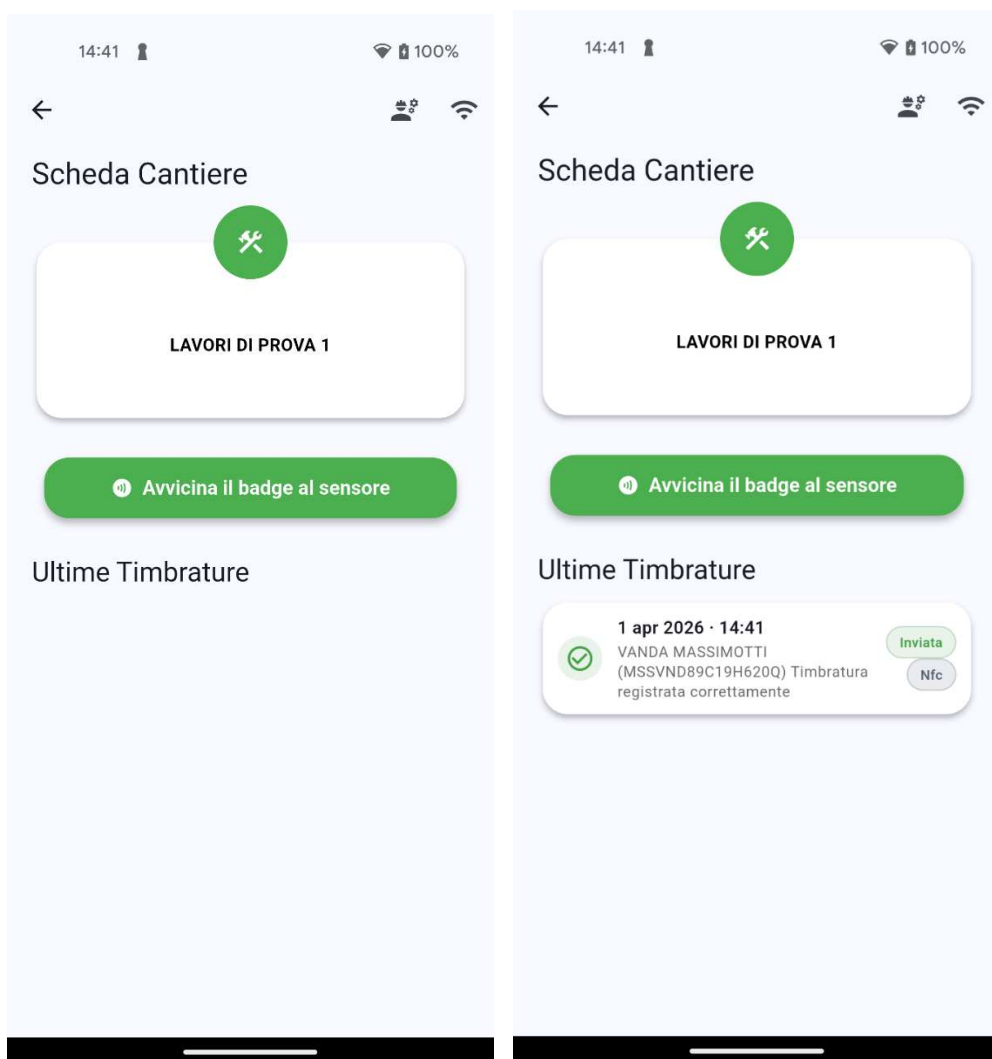 14:41 100%
Scheda Cantiere
LAVORI DI PROVA 1
Avvicina il badge al sensore
Ultime Timbrature
14:41 100%
Scheda Cantiere
LAVORI DI PROVA 1
Avvicina il badge al sensore
Ultime Timbrature
1 apr 2026 · 14:41
VANDA MASSIMOTTI
(MSSVND89C19H620Q) Timbratura
registrata correttamente
Inviata
Nfc